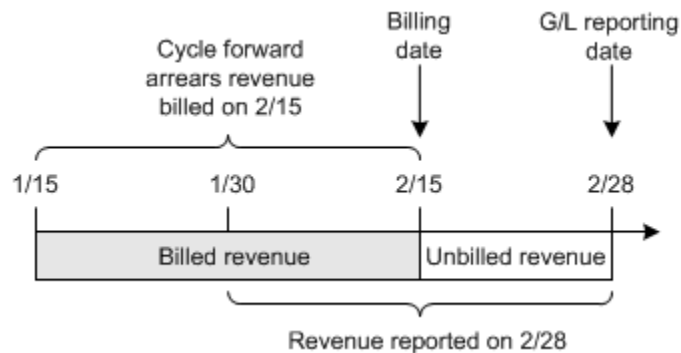 Cycle forward
arrears revenue
billed on 2/15
Billing
date
G/L reporting
date
1/15
1/30
2/15
2/28
Billed revenue
Unbilled revenue
Revenue reported on 2/28